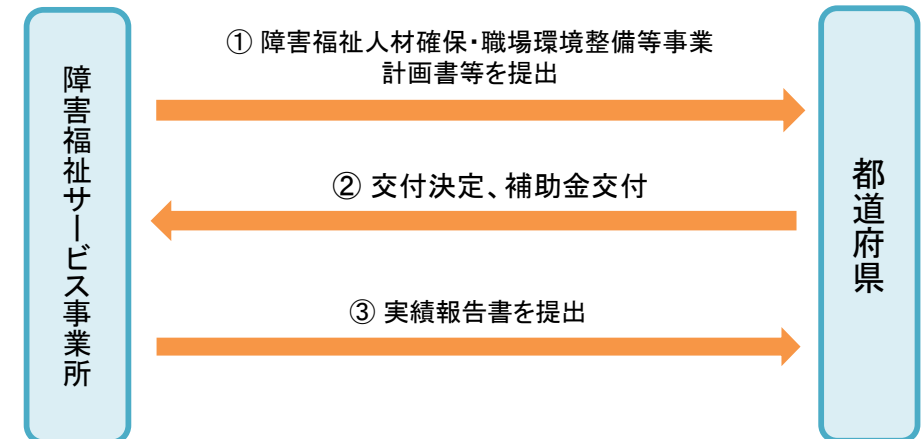 障害福祉サービス事業所
① 障害福祉人材確保・職場環境整備等事業
計画書等を提出
② 交付決定、補助金交付
③ 実績報告書を提出
都道府県